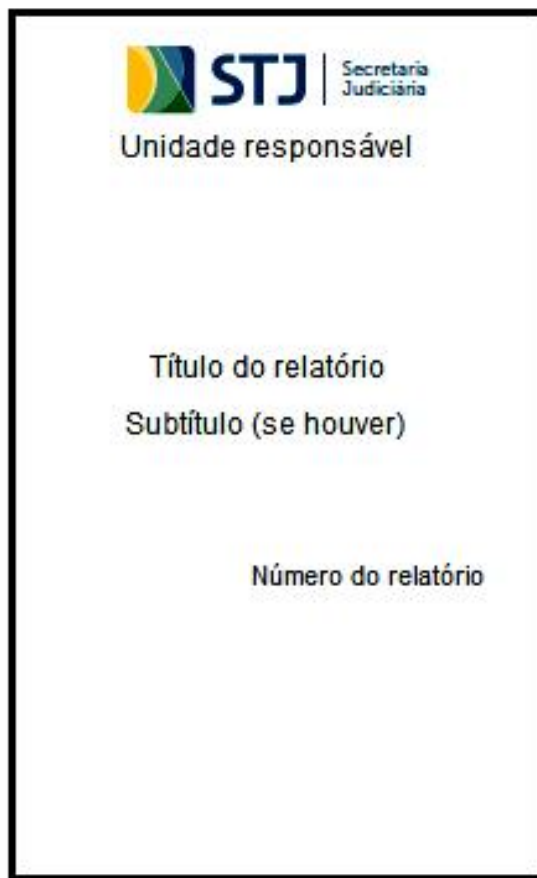 STJ Secretaria
Judiciária
Unidade responsável
Título do relatório
Subtítulo (se houver)
Número do relatório